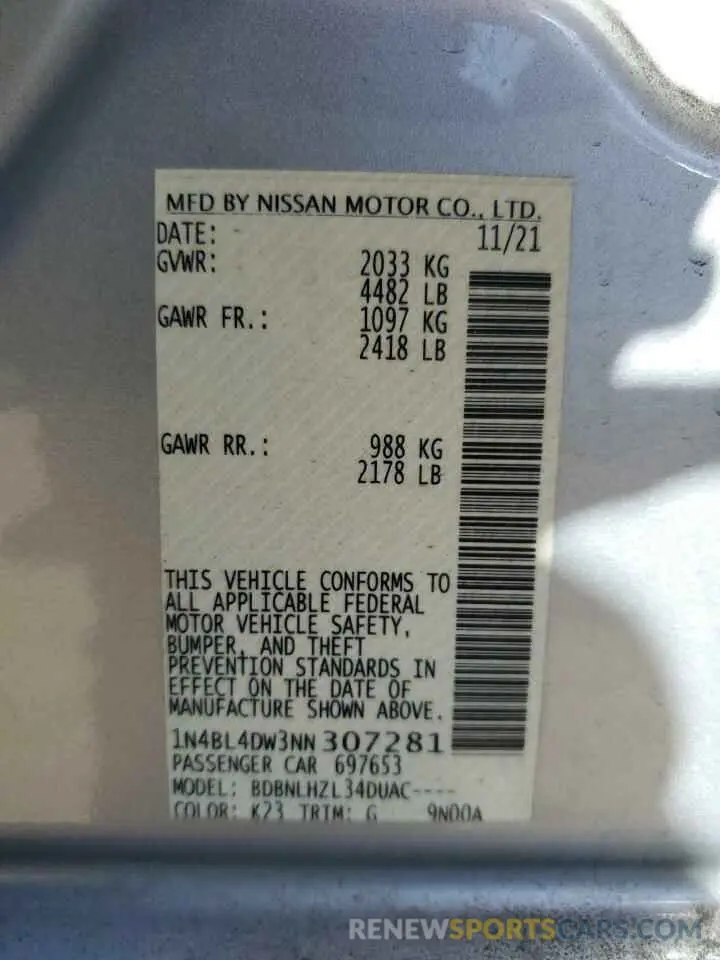 MFD BY NISSAN MOTOR CO., LTD.
DATE: 11/21
GVWR: 2033 KG
4482 LB
GAWR FR.: 1097 KG
2418 LB
GAWR RR.: 988 KG
2178 LB
THIS VEHICLE CONFORMS TO
ALL APPLICABLE FEDERAL
MOTOR VEHICLE SAFETY,
BUMPER, AND THEFT
PREVENTION STANDARDS IN
EFFECT ON THE DATE OF
MANUFACTURE SHOWN ABOVE.
1N4BL4DW3NN307281
PASSENGER CAR 697653
MODEL: BDBNLHZL34DUAC----
COLOR: K23 TRIM: G 9N00A
RENEWSPORTSCARS.COM